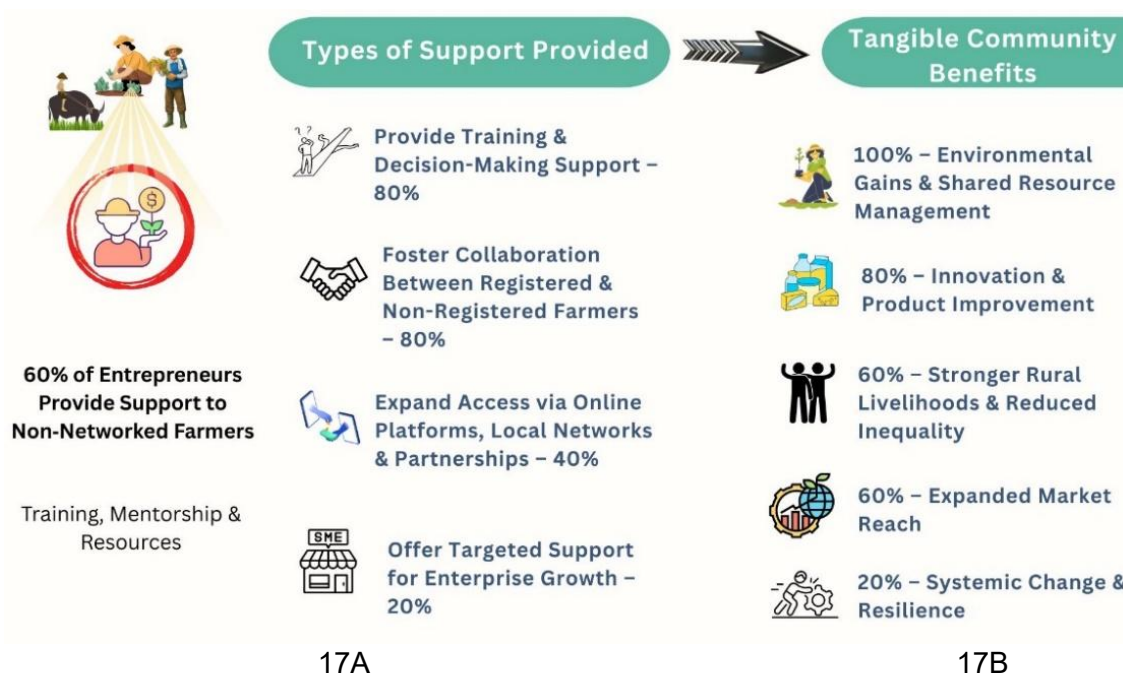 Types of Support Provided
Tangible Community
Benefits
60% of Entrepreneurs
Provide Support to
Non-Networked Farmers
Training, Mentorship &
Resources
? ?
Provide Training &
Decision-Making Support –
80%
Foster Collaboration
Between Registered &
Non-Registered Farmers
– 80%
Expand Access via Online
Platforms, Local Networks
& Partnerships – 40%
SME
Offer Targeted Support
for Enterprise Growth –
20%
$
100% – Environmental
Gains & Shared Resource
Management
80% – Innovation &
Product Improvement
60% – Stronger Rural
Livelihoods & Reduced
Inequality
60% – Expanded Market
Reach
20% – Systemic Change &
Resilience
17A
17B